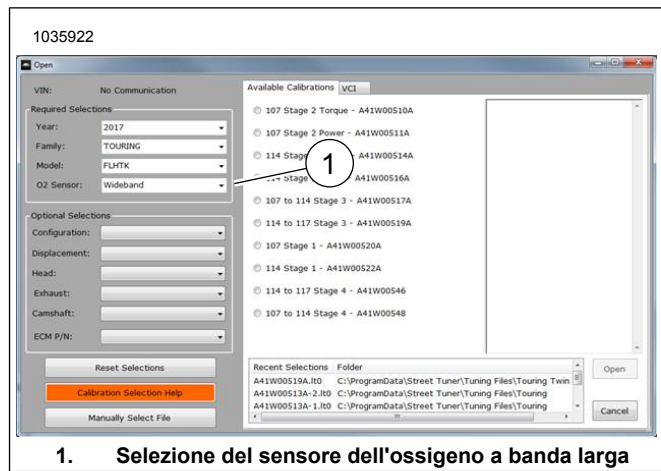 1035922
Open
VIN: No Communication
Required Selections
Year: 2017
Family: TOURING
Model: FLHTK
O2 Sensor: Wideband
Optional Selections
Configuration:
Displacement:
Head:
Exhaust:
Camshaft:
ECM P/N:
Reset Selections
Calibration Selection Help
Manually Select File
Available Calibrations VCI
107 Stage 2 Torque - A41W00510A
107 Stage 2 Power - A41W00511A
114 Stage - A41W00514A
114 Stage A41W00516A
107 to 114 Stage 3 - A41W00517A
114 to 117 Stage 3 - A41W00519A
107 Stage 1 - A41W00520A
114 Stage 1 - A41W00522A
114 to 117 Stage 4 - A41W00546
107 to 114 Stage 4 - A41W00548
1
Recent Selections Folder
A41W00519A.lt0 C:\ProgramData\Street Tuner\Tuning Files\Touring Twin
A41W00513A-2.lt0 C:\ProgramData\Street Tuner\Tuning Files\Touring
A41W00513A-1.lt0 C:\ProgramData\Street Tuner\Tuning Files\Touring
Open
Cancel
1. Selezione del sensore dell'ossigeno a banda larga